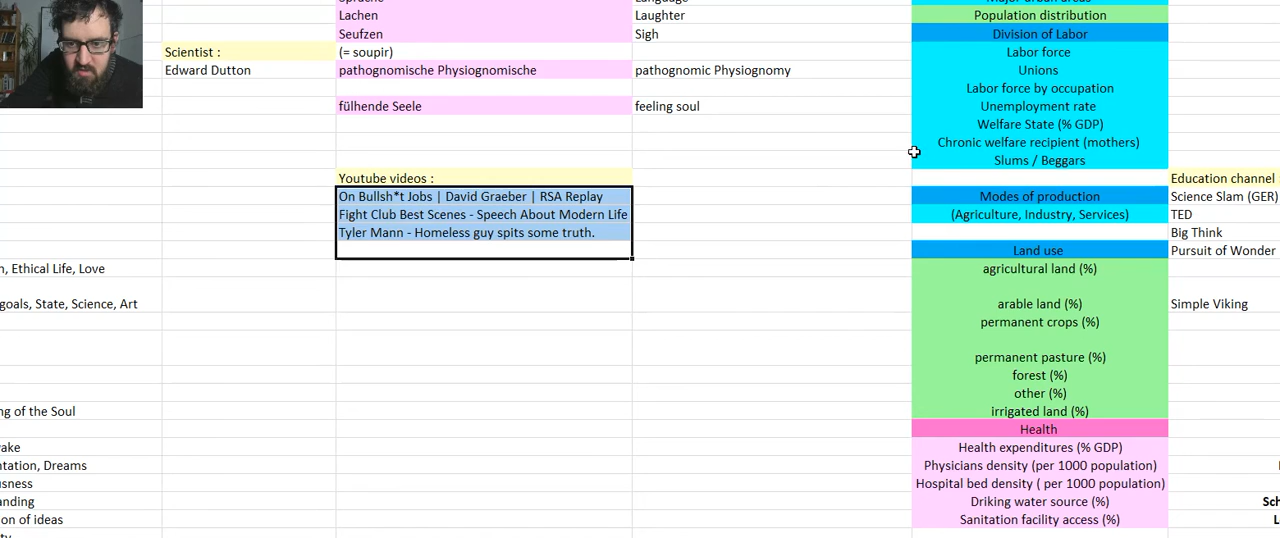 Sprache
Language
Major urban areas
Lachen
Laughter
Population distribution
Seufzen
Sigh
Division of Labor
Scientist :
(= soupir)
Labor force
Edward Dutton
pathognomische Physiognomische
pathognomic Physiognomy
Unions
Labor force by occupation
fülhende Seele
feeling soul
Unemployment rate
Welfare State (% GDP)
Chronic welfare recipient (mothers)
Slums / Beggars
Youtube videos :
Education channel :
On Bullsh*t Jobs | David Graeber | RSA Replay
Modes of production
Science Slam (GER)
Fight Club Best Scenes - Speech About Modern Life
(Agriculture, Industry, Services)
TED
Tyler Mann - Homeless guy spits some truth.
Big Think
Land use
Pursuit of Wonder
, Ethical Life, Love
agricultural land (%)
goals, State, Science, Art
arable land (%)
Simple Viking
permanent crops (%)
permanent pasture (%)
forest (%)
other (%)
ng of the Soul
irrigated land (%)
Health
Health expenditures (% GDP)
Dreams
Physicians density (per 1000 population)
Hospital bed density ( per 1000 population)
Driking water source (%)
on of ideas
Sanitation facility access (%)